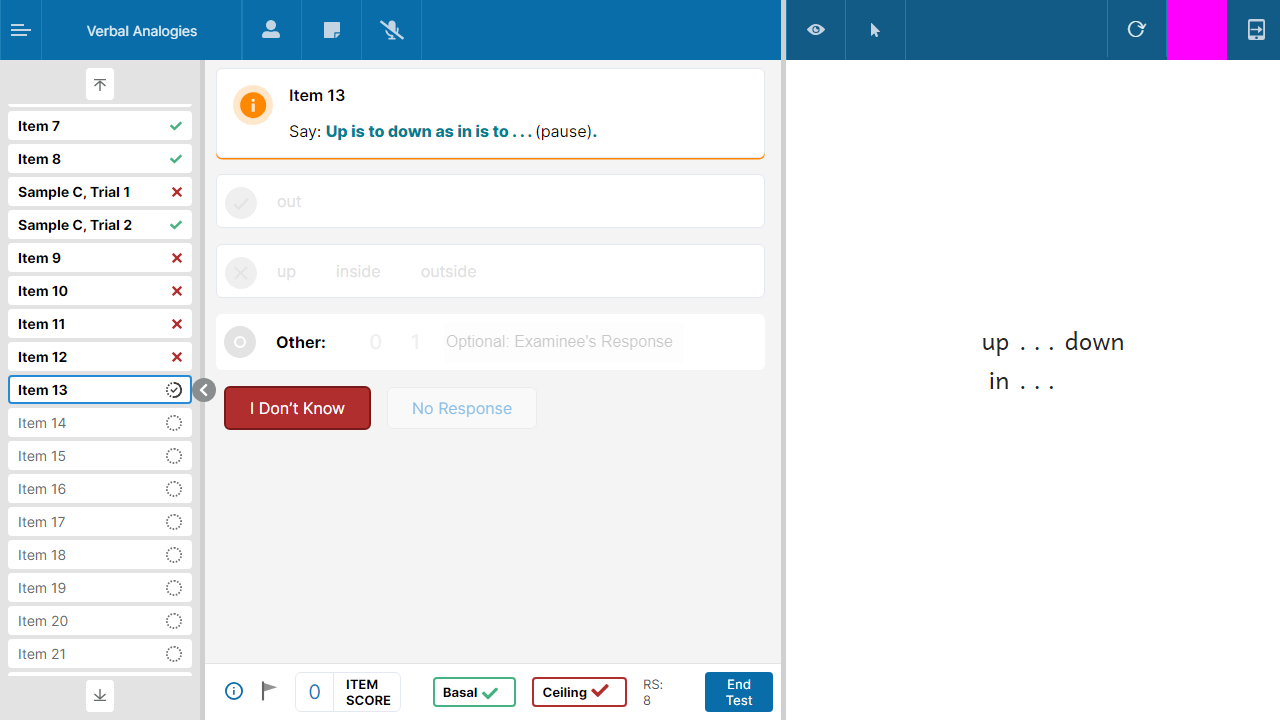 Verbal Analogies
Item 7
Item 8
Sample C, Trial 1
Sample C, Trial 2
Item 9
Item 10
Item 11
Item 12
Item 13
Item 14
Item 15
Item 16
Item 17
Item 18
Item 19
Item 20
Item 21
Item 13
Say: Up is to down as in is to . . . (pause).
out
up inside outside
Other: 0 1 Optional: Examinee's Response
I Don’t Know No Response
0 ITEM SCORE
Basal
Ceiling
RS: 8
End Test
up . . . down
in . . .